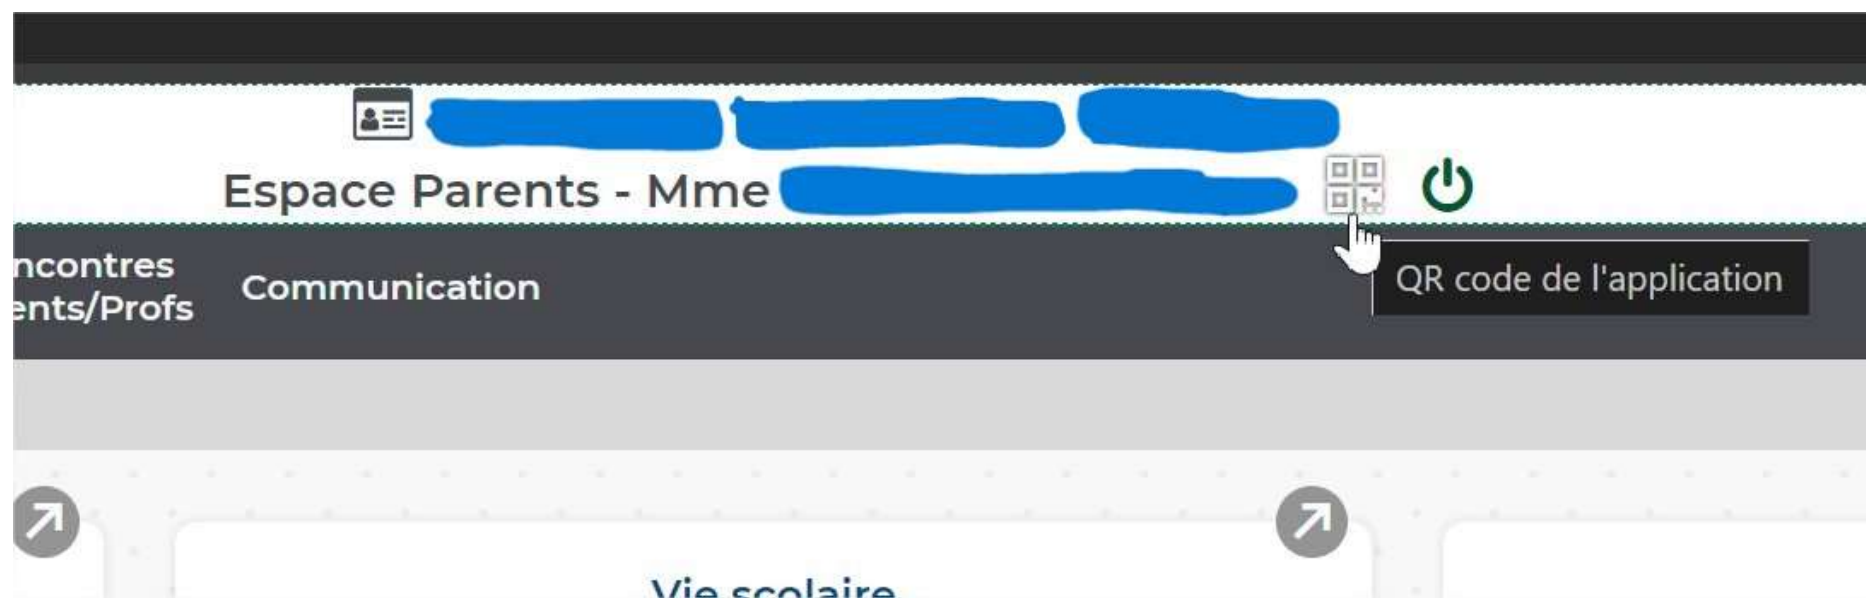 Espace Parents - Mme
ncontres
ents/Profs
Communication
QR code de l'application
Vie scolaire